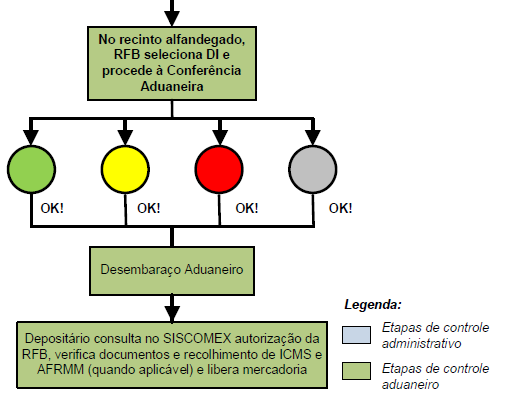 No recinto alfandegado,
RFB seleciona DI e
procede à Conferência
Aduaneira
OK!
OK!
OK!
OK!
Desembaraço Aduaneiro
Depositário consulta no SISCOMEX autorização da
RFB, verifica documentos e recolhimento de ICMS e
AFRMM (quando aplicável) e libera mercadoria
Legenda:
Etapas de controle
administrativo
Etapas de controle
aduaneiro